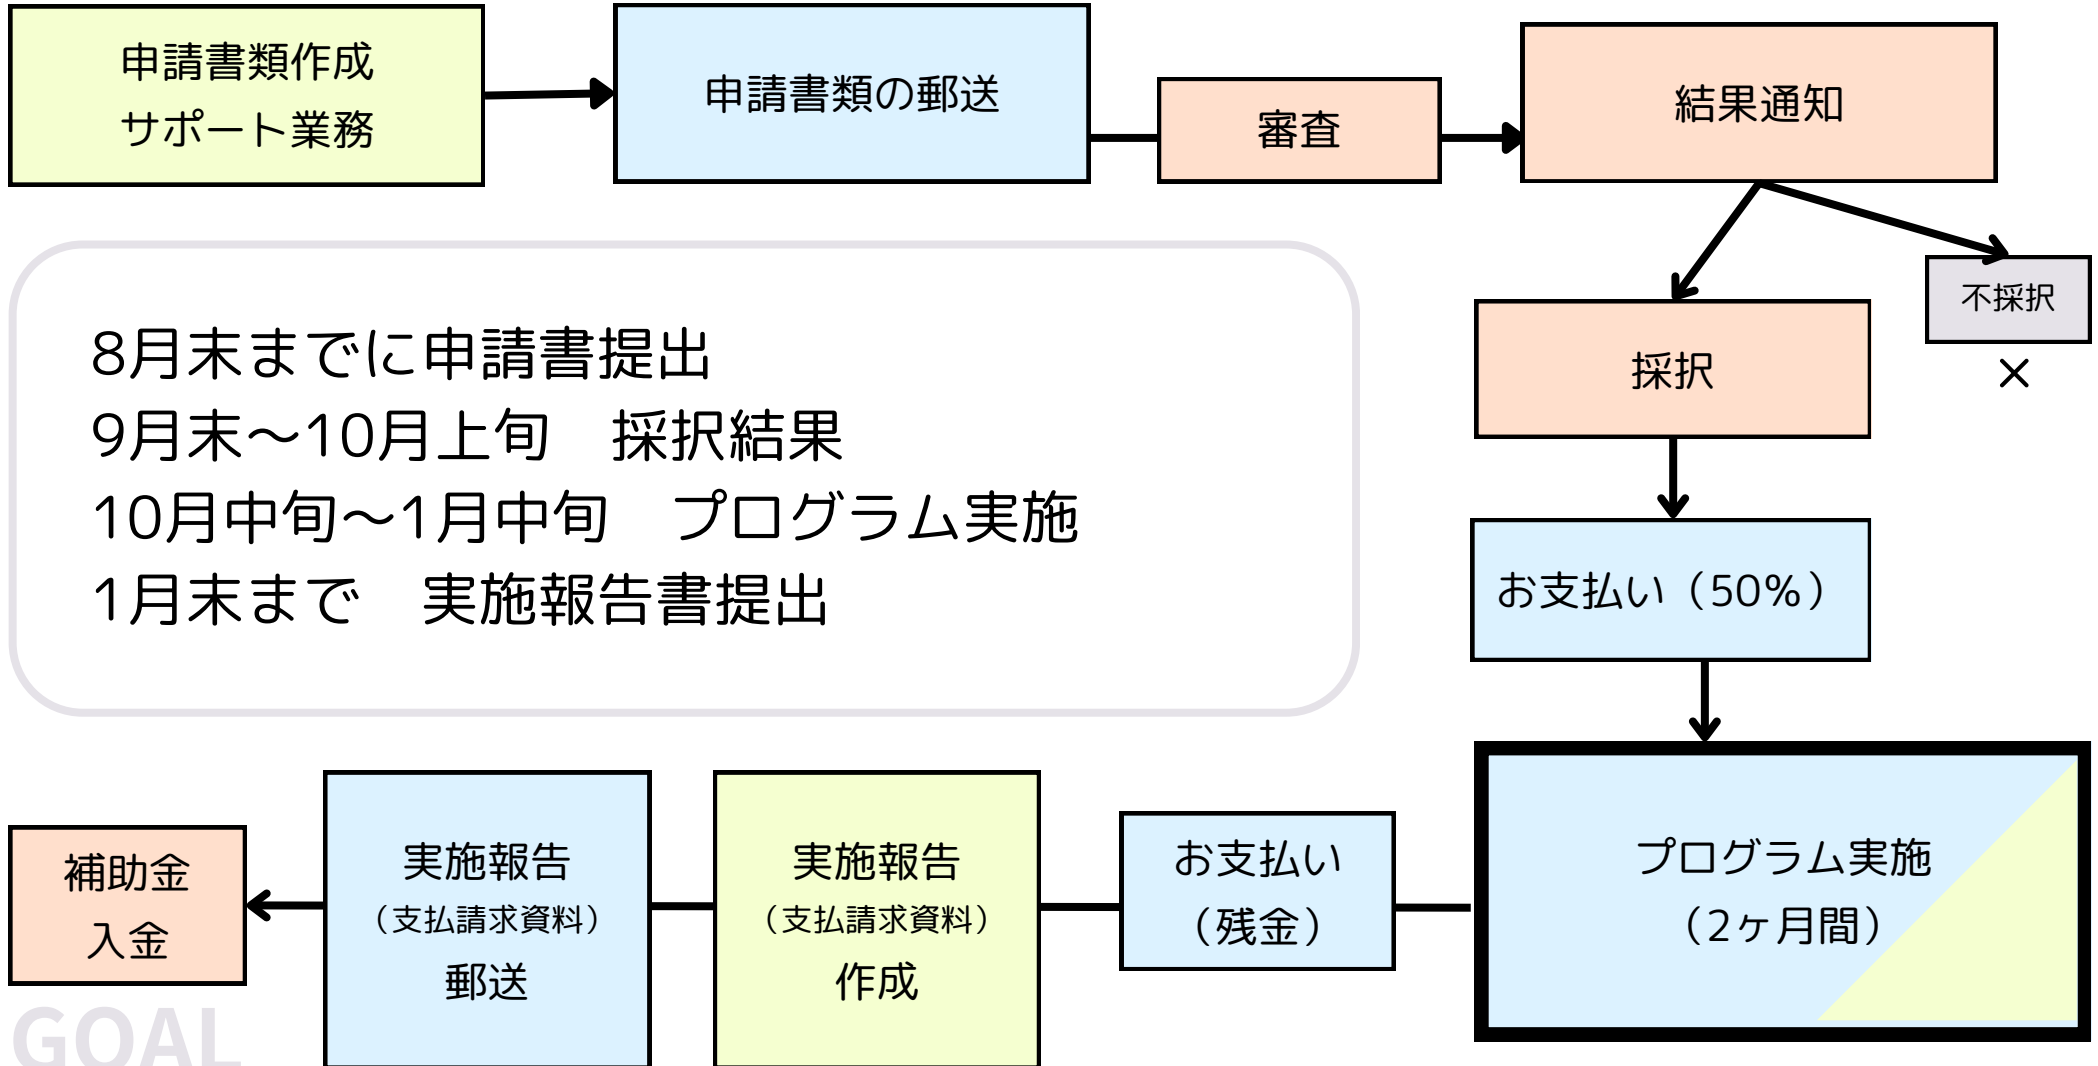 申請書類作成
サポート業務
申請書類の郵送
審査
結果通知
不採択
×
採択
8月末までに申請書提出
9月末～10月上旬　採択結果
10月中旬～1月中旬　プログラム実施
1月末まで　実施報告書提出
お支払い（50％）
プログラム実施
（2ヶ月間）
お支払い
（残金）
実施報告
（支払請求資料）
作成
実施報告
（支払請求資料）
郵送
補助金
入金
GOAL